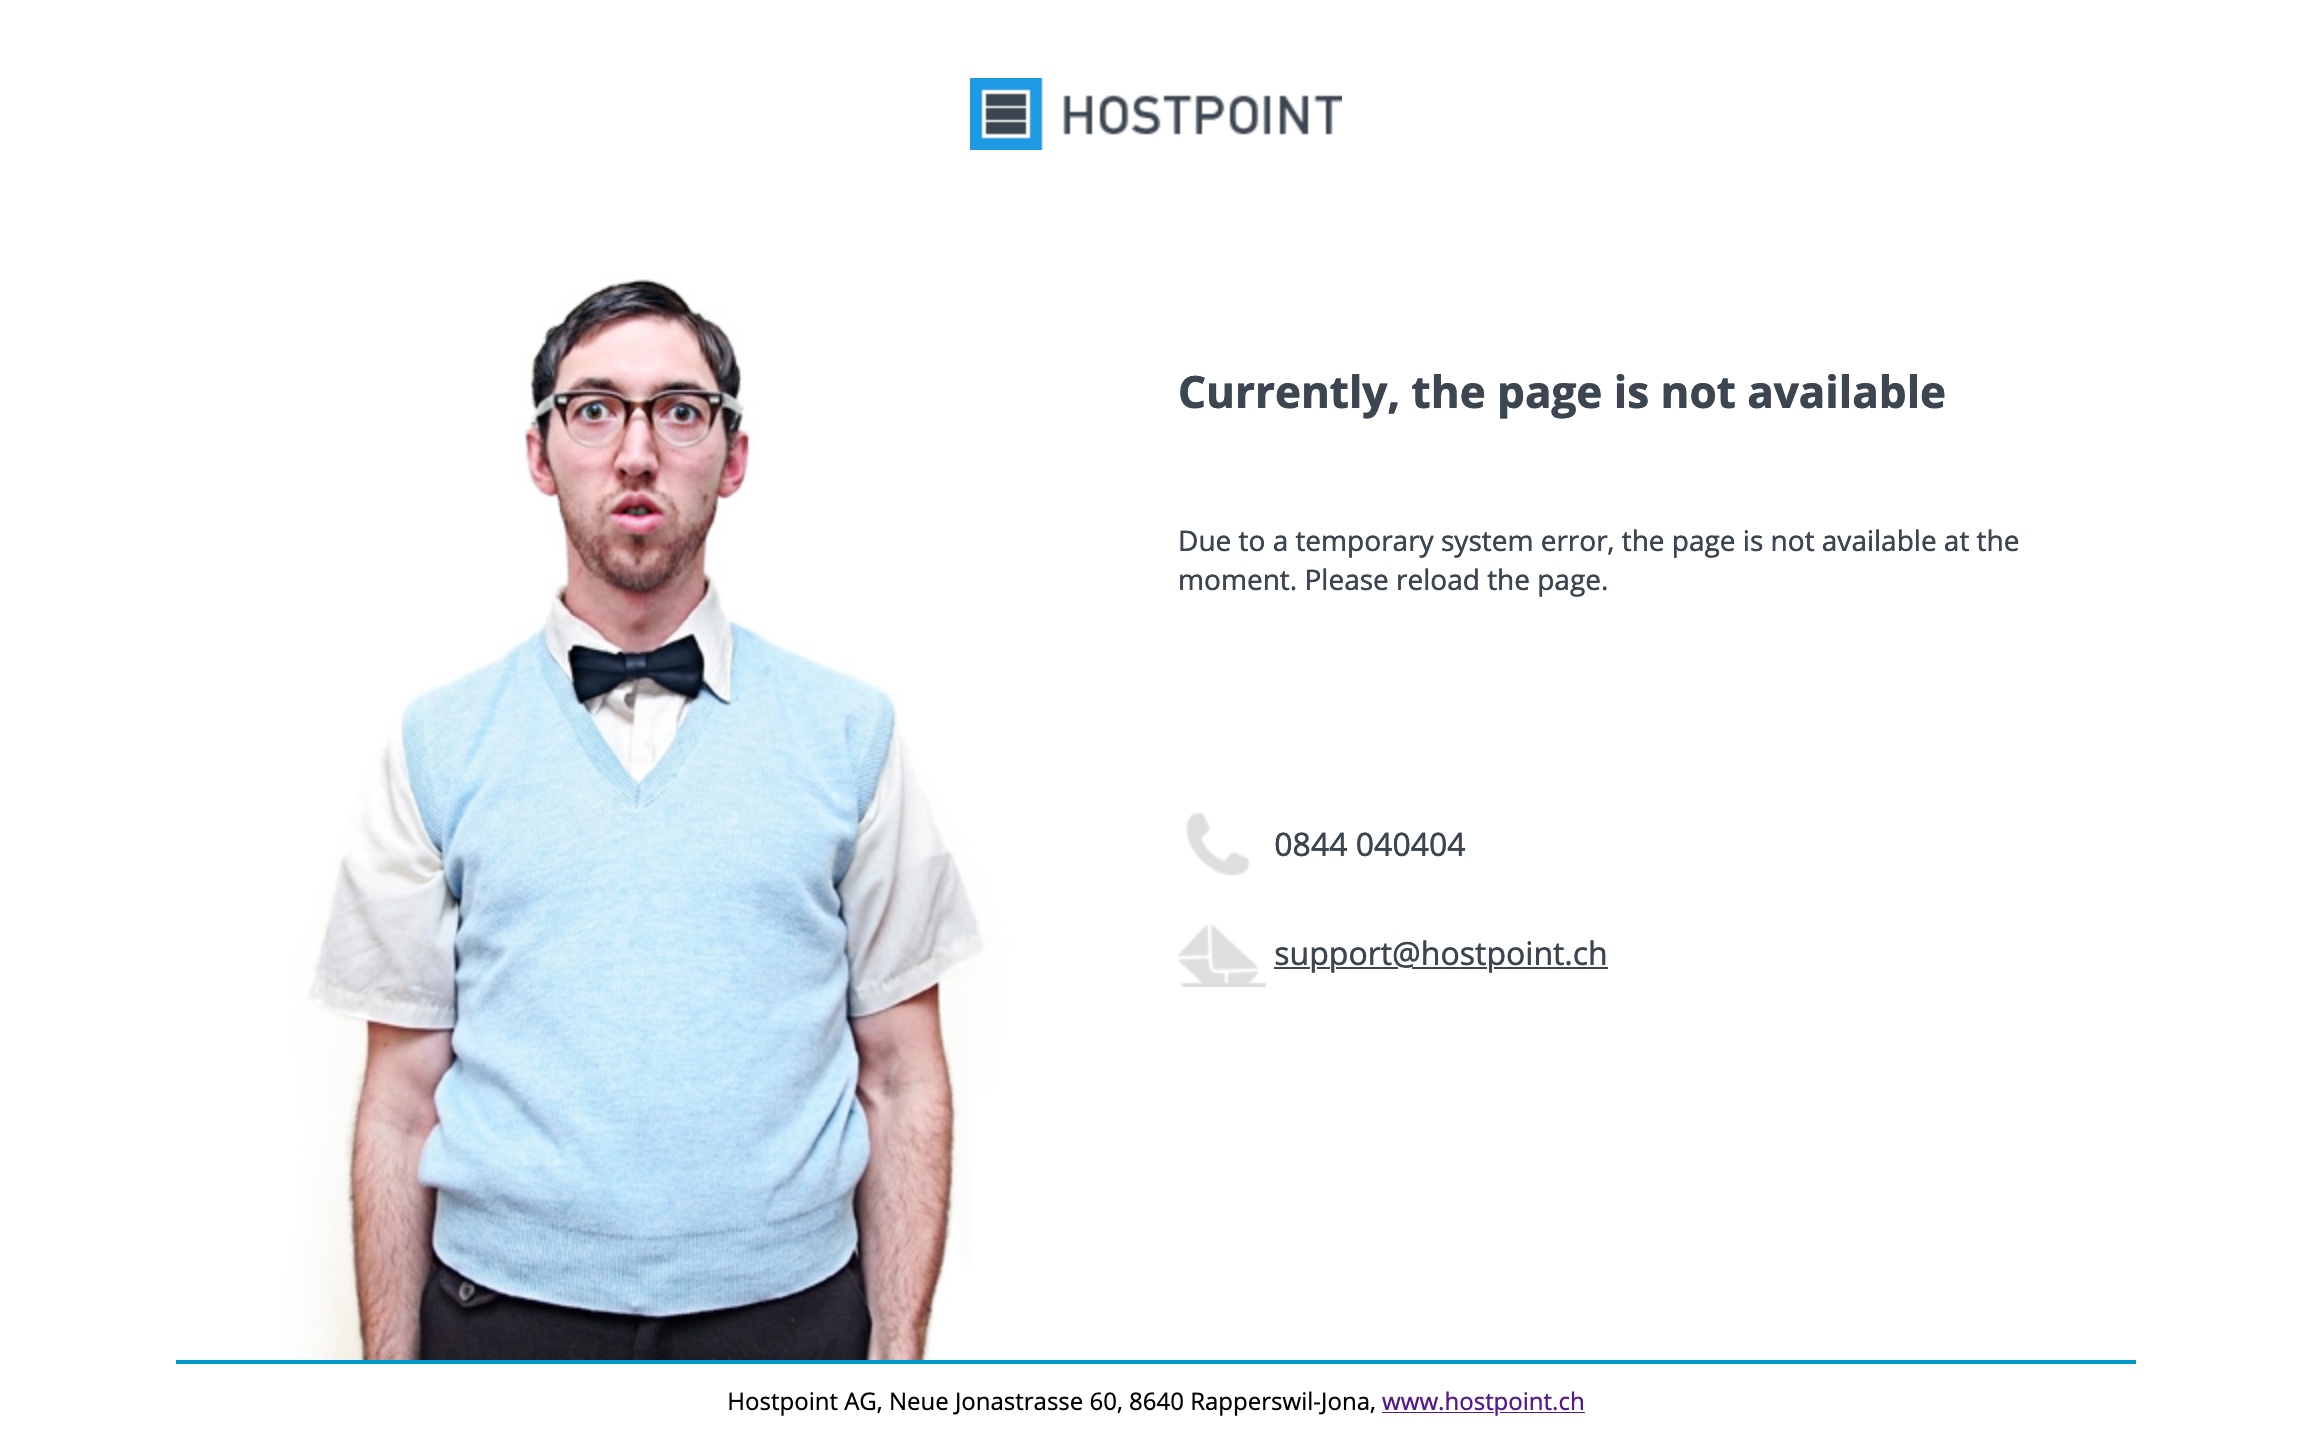 HOSTPOINT
Currently, the page is not available
Due to a temporary system error, the page is not available at the
moment. Please reload the page.
0844 040404
support@hostpoint.ch
Hostpoint AG, Neue Jonastrasse 60, 8640 Rapperswil-Jona, www.hostpoint.ch